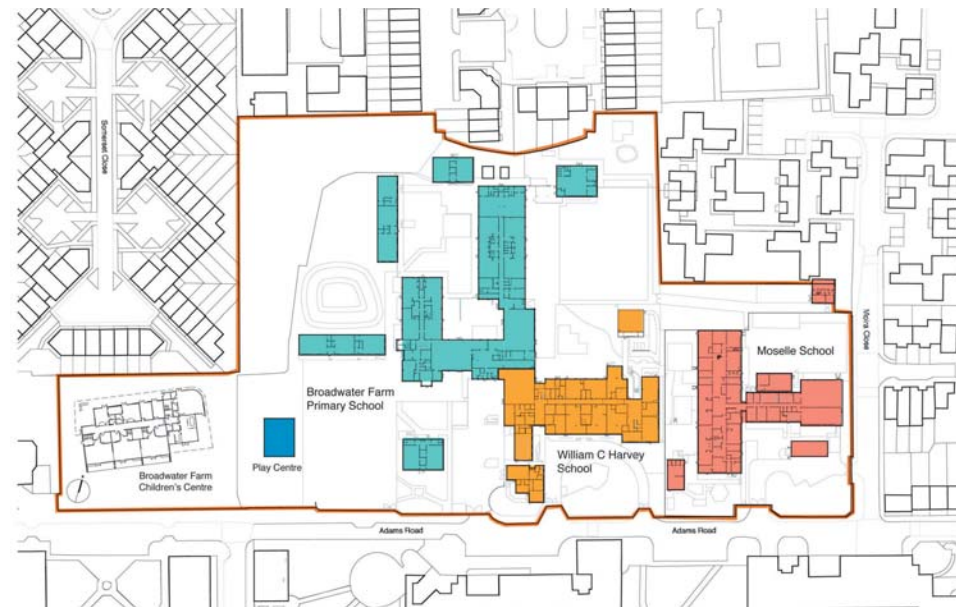 Somerset Close
Mora Close
Moselle School
Broadwater Farm
Primary School
William C Harvey
School
Play Centre
Broadwater Farm
Children's Centre
Adams Road
Adams Road